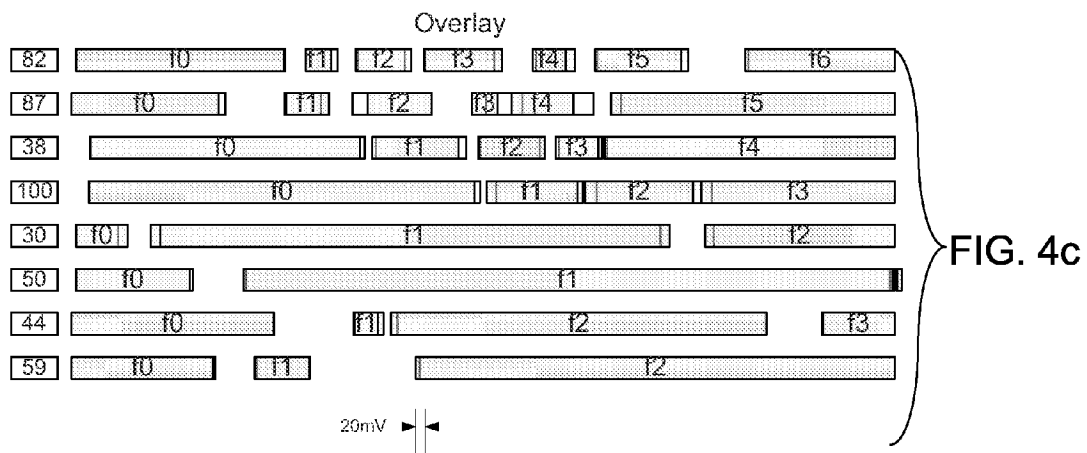 Overlay
82 f0 f1 f2 f3 f4 f5 f6
87 f0 f1 f2 f3 f4 f5
38 f0 f1 f2 f3 f4
100 f0 f1 f2 f3
30 f0 f1 f2
FIG. 4c
50 f0 f1
44 f0 f1 f2 f3
59 f0 f1 f2
20mV